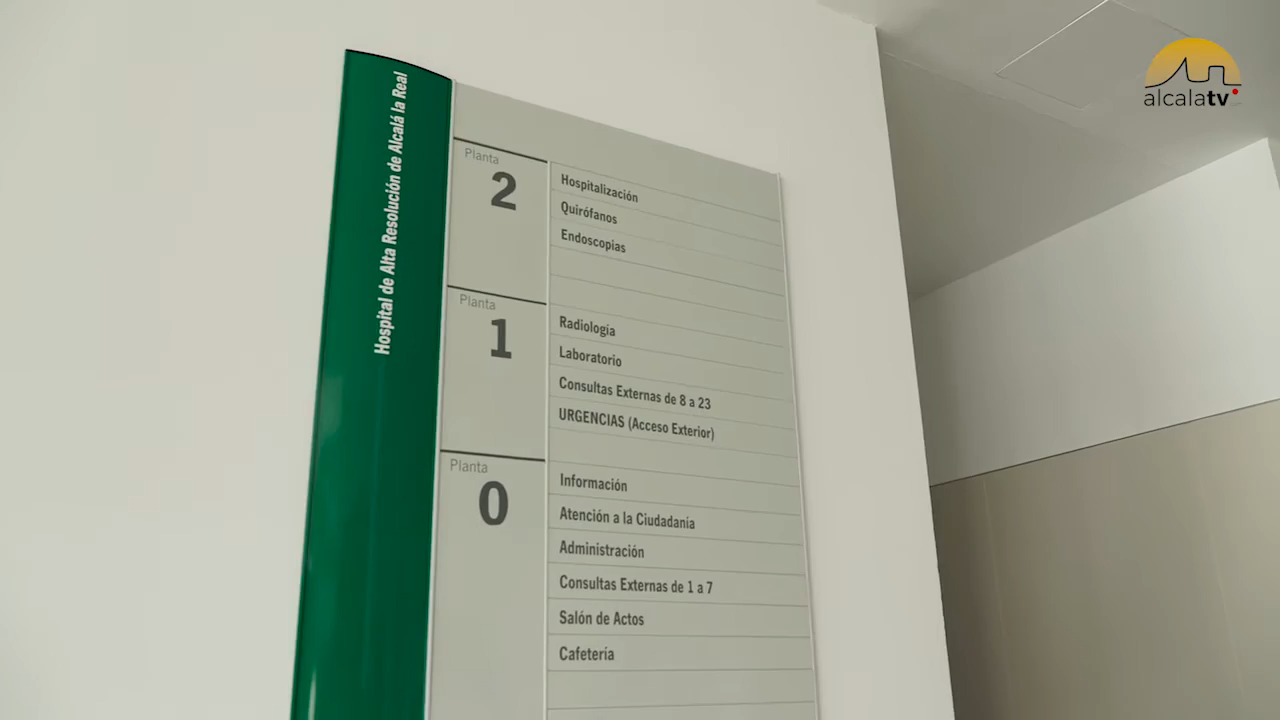 alcalatv
Hospital de Alta Resolución de Alcalá la Real
Planta
2
Hospitalización
Quirófanos
Endoscopias
Planta
1
Radiología
Laboratorio
Consultas Externas de 8 a 23
URGENCIAS (Acceso Exterior)
Planta
0
Información
Atención a la Ciudadanía
Administración
Consultas Externas de 1 a 7
Salón de Actos
Cafetería